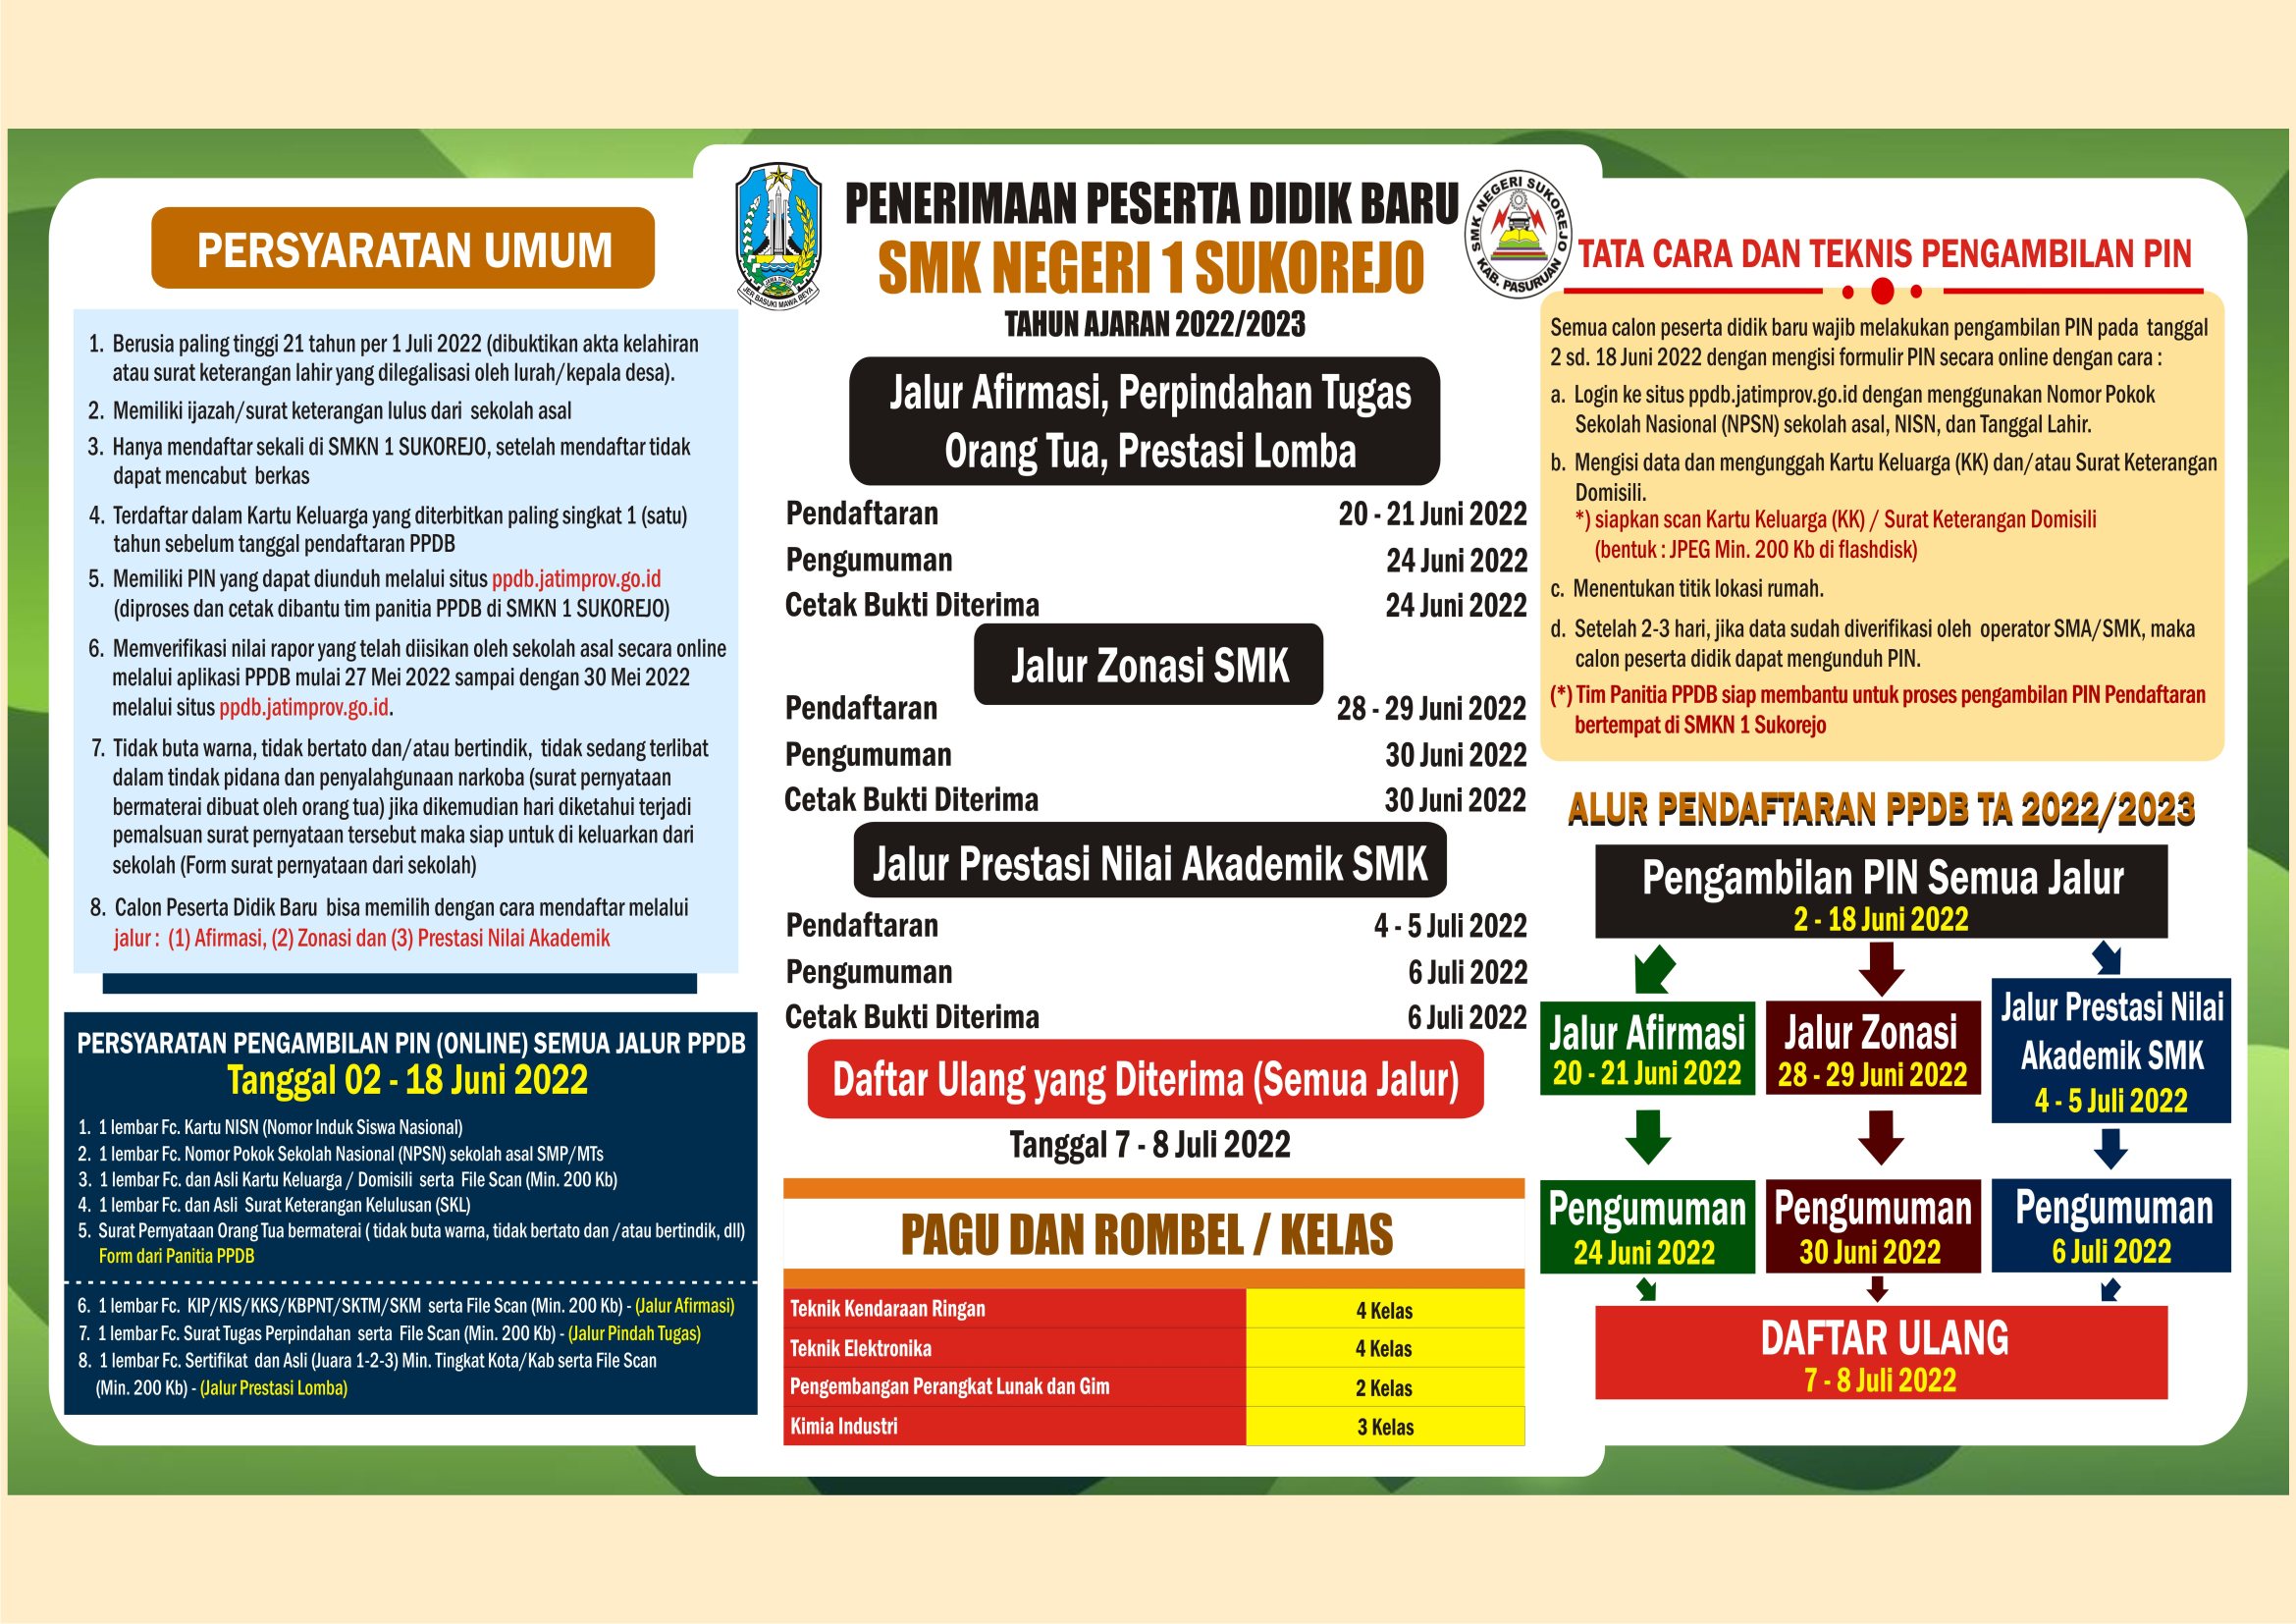 PERSYARATAN UMUM
1. Berusia paling tinggi 21 tahun per 1 Juli 2022 (dibuktikan akta kelahiran
atau surat keterangan lahir yang dilegalisasi oleh lurah/kepala desa).
2. Memiliki ijazah/surat keterangan lulus dari sekolah asal
3. Hanya mendaftar sekali di SMKN 1 SUKOREJO, setelah mendaftar tidak
dapat mencabut berkas
4. Terdaftar dalam Kartu Keluarga yang diterbitkan paling singkat 1 (satu)
tahun sebelum tanggal pendaftaran PPDB
5. Memiliki PIN yang dapat diunduh melalui situs ppdb.jatimprov.go.id
(diproses dan cetak dibantu tim panitia PPDB di SMKN 1 SUKOREJO)
6. Memverifikasi nilai rapor yang telah diisikan oleh sekolah asal secara online
melalui aplikasi PPDB mulai 27 Mei 2022 sampai dengan 30 Mei 2022
melalui situs ppdb.jatimprov.go.id.
7. Tidak buta warna, tidak bertato dan/atau bertindik, tidak sedang terlibat
dalam tindak pidana dan penyalahgunaan narkoba (surat pernyataan
bermaterai dibuat oleh orang tua) jika dikemudian hari diketahui terjadi
pemalsuan surat pernyataan tersebut maka siap untuk di keluarkan dari
sekolah (Form surat pernyataan dari sekolah)
8. Calon Peserta Didik Baru bisa memilih dengan cara mendaftar melalui
jalur : (1) Afirmasi, (2) Zonasi dan (3) Prestasi Nilai Akademik
PERSYARATAN PENGAMBILAN PIN (ONLINE) SEMUA JALUR PPDB
Tanggal 02 - 18 Juni 2022
1. 1 lembar Fc. Kartu NISN (Nomor Induk Siswa Nasional)
2. 1 lembar Fc. Nomor Pokok Sekolah Nasional (NPSN) sekolah asal SMP/MTs
3. 1 lembar Fc. dan Asli Kartu Keluarga / Domisili serta File Scan (Min. 200 Kb)
4. 1 lembar Fc. dan Asli Surat Keterangan Kelulusan (SKL)
5. Surat Pernyataan Orang Tua bermaterai ( tidak buta warna, tidak bertato dan /atau bertindik, dll)
Form dari Panitia PPDB
6. 1 lembar Fc. KIP/KIS/KKS/KBPNT/SKTM/SKM serta File Scan (Min. 200 Kb) - (Jalur Afirmasi)
7. 1 lembar Fc. Surat Tugas Perpindahan serta File Scan (Min. 200 Kb) - (Jalur Pindah Tugas)
8. 1 lembar Fc. Sertifikat dan Asli (Juara 1-2-3) Min. Tingkat Kota/Kab serta File Scan
(Min. 200 Kb) - (Jalur Prestasi Lomba)
JAWA TIMUR
JER BASUKI MAWA BEYA
PENERIMAAN PESERTA DIDIK BARU
SMK NEGERI 1 SUKOREJO
TAHUN AJARAN 2022/2023
SMK NEGERI SUKOREJO
KAB. PASURUAN
Jalur Afirmasi, Perpindahan Tugas
Orang Tua, Prestasi Lomba
Pendaftaran 20 - 21 Juni 2022
Pengumuman 24 Juni 2022
Cetak Bukti Diterima 24 Juni 2022
Jalur Zonasi SMK
Pendaftaran 28 - 29 Juni 2022
Pengumuman 30 Juni 2022
Cetak Bukti Diterima 30 Juni 2022
Jalur Prestasi Nilai Akademik SMK
Pendaftaran 4 - 5 Juli 2022
Pengumuman 6 Juli 2022
Cetak Bukti Diterima 6 Juli 2022
Daftar Ulang yang Diterima (Semua Jalur)
Tanggal 7 - 8 Juli 2022
PAGU DAN ROMBEL / KELAS
Teknik Kendaraan Ringan 4 Kelas
Teknik Elektronika 4 Kelas
Pengembangan Perangkat Lunak dan Gim 2 Kelas
Kimia Industri 3 Kelas
TATA CARA DAN TEKNIS PENGAMBILAN PIN
Semua calon peserta didik baru wajib melakukan pengambilan PIN pada tanggal
2 sd. 18 Juni 2022 dengan mengisi formulir PIN secara online dengan cara :
a. Login ke situs ppdb.jatimprov.go.id dengan menggunakan Nomor Pokok
Sekolah Nasional (NPSN) sekolah asal, NISN, dan Tanggal Lahir.
b. Mengisi data dan mengunggah Kartu Keluarga (KK) dan/atau Surat Keterangan
Domisili.
*) siapkan scan Kartu Keluarga (KK) / Surat Keterangan Domisili
(bentuk : JPEG Min. 200 Kb di flashdisk)
c. Menentukan titik lokasi rumah.
d. Setelah 2-3 hari, jika data sudah diverifikasi oleh operator SMA/SMK, maka
calon peserta didik dapat mengunduh PIN.
(*) Tim Panitia PPDB siap membantu untuk proses pengambilan PIN Pendaftaran
bertempat di SMKN 1 Sukorejo
ALUR PENDAFTARAN PPDB TA 2022/2023
Pengambilan PIN Semua Jalur
2 - 18 Juni 2022
Jalur Afirmasi
20 - 21 Juni 2022
Jalur Zonasi
28 - 29 Juni 2022
Jalur Prestasi Nilai
Akademik SMK
4 - 5 Juli 2022
Pengumuman
24 Juni 2022
Pengumuman
30 Juni 2022
Pengumuman
6 Juli 2022
DAFTAR ULANG
7 - 8 Juli 2022